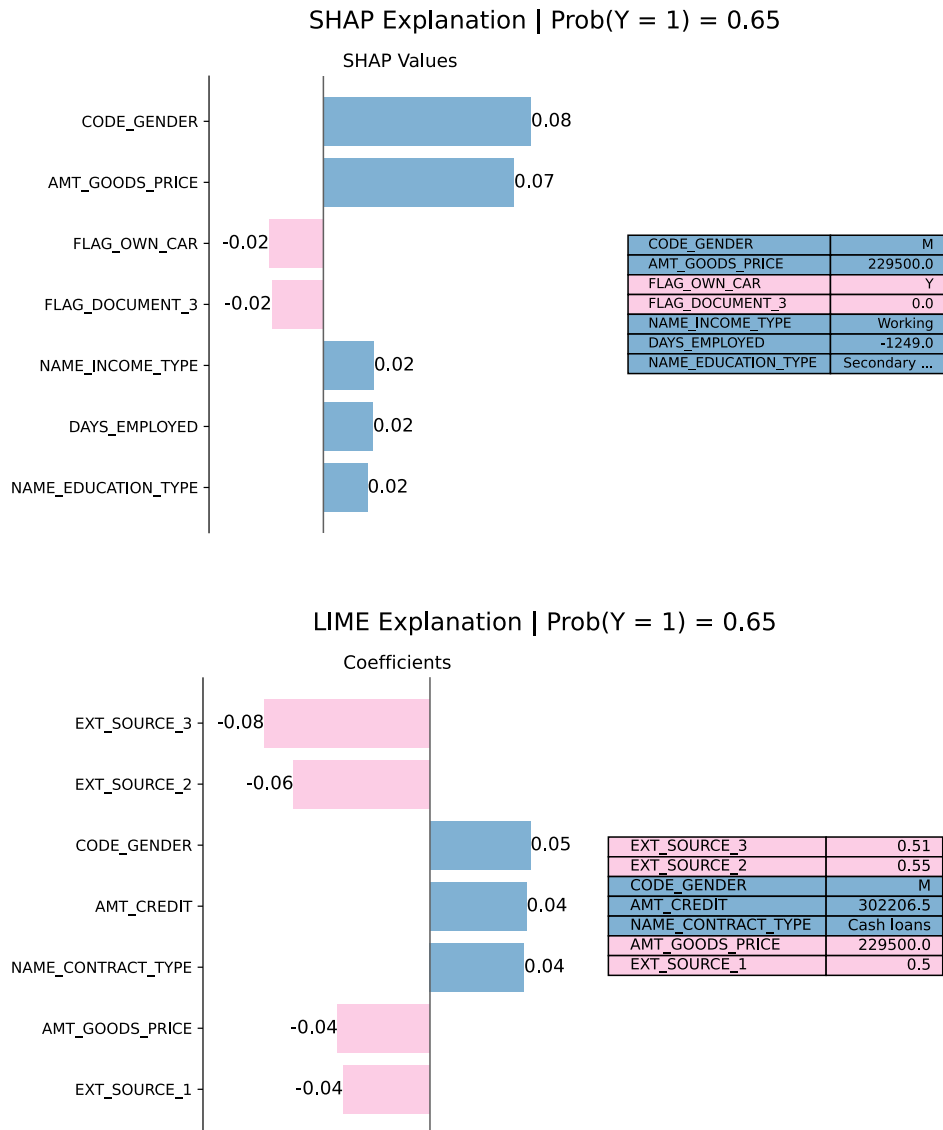 SHAP Explanation | Prob(Y = 1) = 0.65
SHAP Values
CODE_GENDER 0.08
AMT_GOODS_PRICE 0.07
FLAG_OWN_CAR -0.02
FLAG_DOCUMENT_3 -0.02
NAME_INCOME_TYPE 0.02
DAYS_EMPLOYED 0.02
NAME_EDUCATION_TYPE 0.02
CODE_GENDER M
AMT_GOODS_PRICE 229500.0
FLAG_OWN_CAR Y
FLAG_DOCUMENT_3 0.0
NAME_INCOME_TYPE Working
DAYS_EMPLOYED -1249.0
NAME_EDUCATION_TYPE Secondary ...
LIME Explanation | Prob(Y = 1) = 0.65
Coefficients
EXT_SOURCE_3 -0.08
EXT_SOURCE_2 -0.06
CODE_GENDER 0.05
AMT_CREDIT 0.04
NAME_CONTRACT_TYPE 0.04
AMT_GOODS_PRICE -0.04
EXT_SOURCE_1 -0.04
EXT_SOURCE_3 0.51
EXT_SOURCE_2 0.55
CODE_GENDER M
AMT_CREDIT 302206.5
NAME_CONTRACT_TYPE Cash loans
AMT_GOODS_PRICE 229500.0
EXT_SOURCE_1 0.5